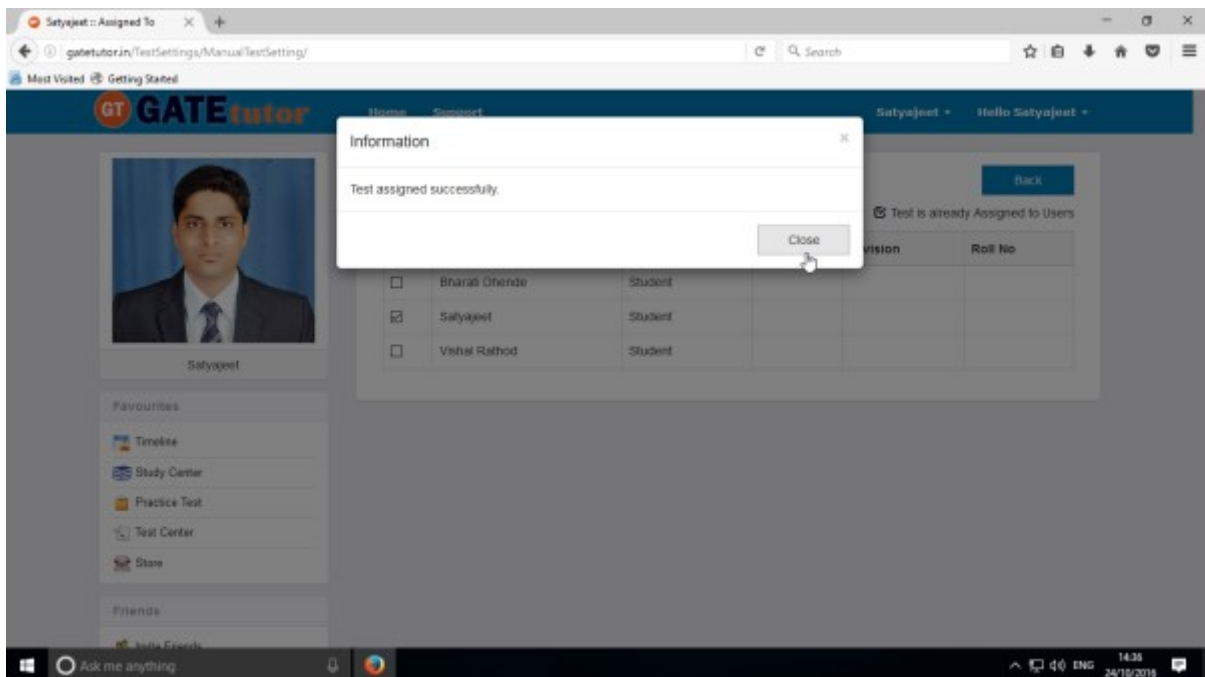 Satyajeet :: Assigned To
gatetutor.in/TestSettings/ManualTestSetting/
Search
Most Visited Getting Started
GT GATEtutor Home Support Satyajeet Hello Satyajeet
Information
Test assigned successfully.
Close
Back
Test is already Assigned to Users
vision Roll No
Bharati Dhende Student
Satyajeet Student
Vishal Rathod Student
Satyajeet
Favourites
Timeline
Study Center
Practice Test
Test Center
Store
Friends
Invite Friends
Ask me anything
ENG 14:36
24/10/2016